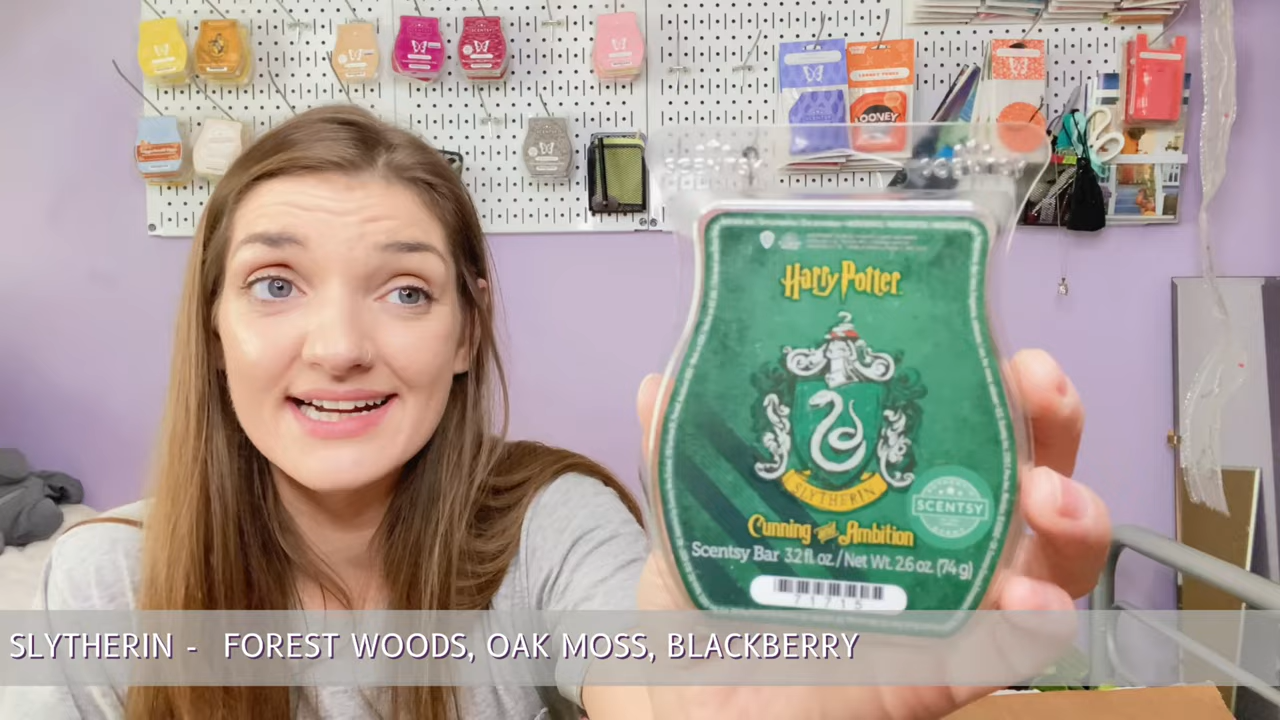 LOONEY
Harry Potter
SLYTHERIN
SCENTSY
Cunning and Ambition
Scentsy Bar 3.2 fl. oz. / Net Wt. 2.6 oz. (74 g)
71715
SLYTHERIN - FOREST WOODS, OAK MOSS, BLACKBERRY